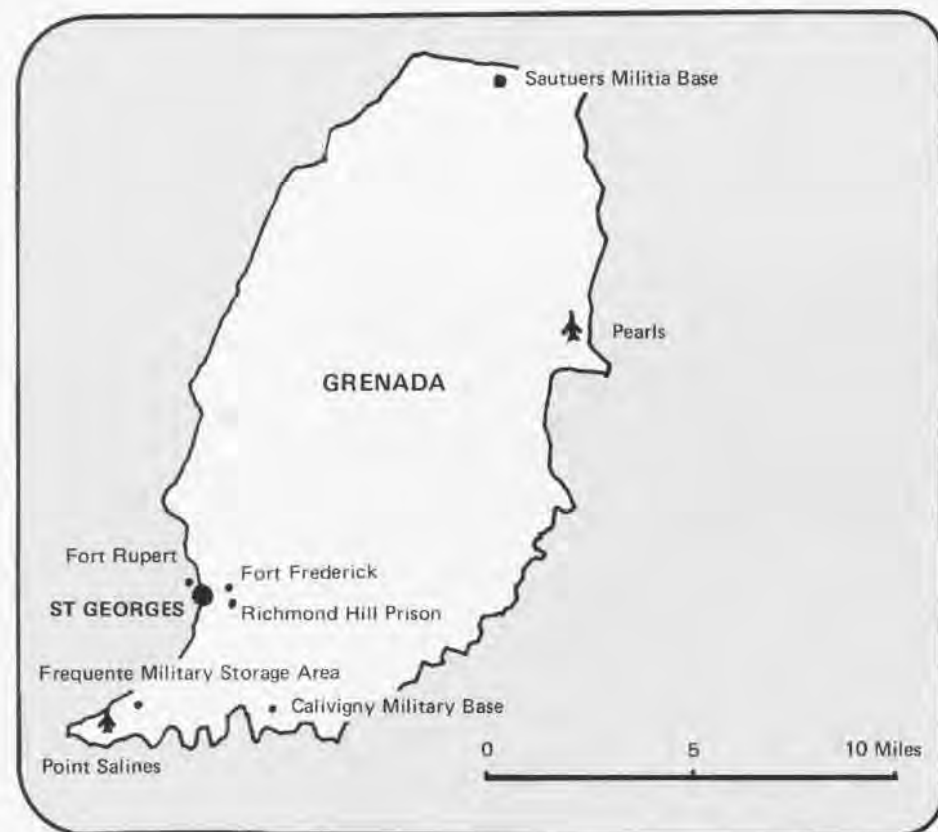 Sautuers Militia Base
Pearls
GRENADA
Fort Rupert
Fort Frederick
ST GEORGES
Richmond Hill Prison
Frequente Military Storage Area
Calivigny Military Base
Point Salines
0 5 10 Miles